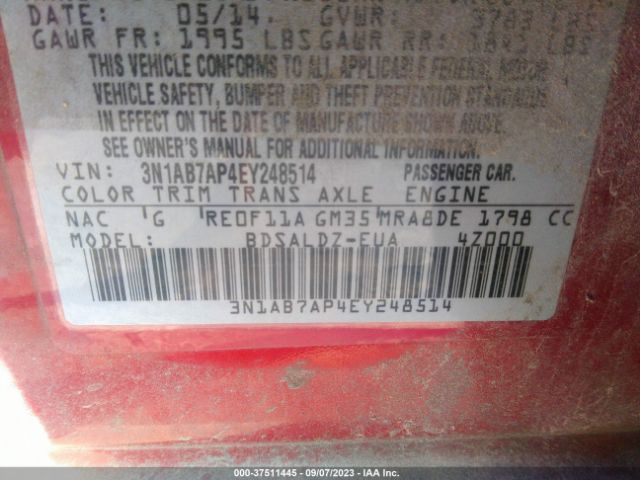 DATE: 05/14. GVWR: 3783 LBS
GAWR FR: 1995 LBS GAWR RR: LBS
THIS VEHICLE CONFORMS TO ALL APPLICABLE FEDERAL MOTOR
VEHICLE SAFETY, BUMPER AND THEFT PREVENTION STANDARDS
IN EFFECT ON THE DATE OF MANUFACTURE SHOWN ABOVE.
SEE OWNER'S MANUAL FOR ADDITIONAL INFORMATION
VIN: 3N1AB7AP4EY248514 PASSENGER CAR.
COLOR TRIM TRANS AXLE ENGINE
NAC G RE0F11A GM35 MRA8DE 1798 CC
MODEL: BDSALDZ-EUA 4Z000
3N1AB7AP4EY248514
000-37511445 - 09/07/2023 - IAA Inc.